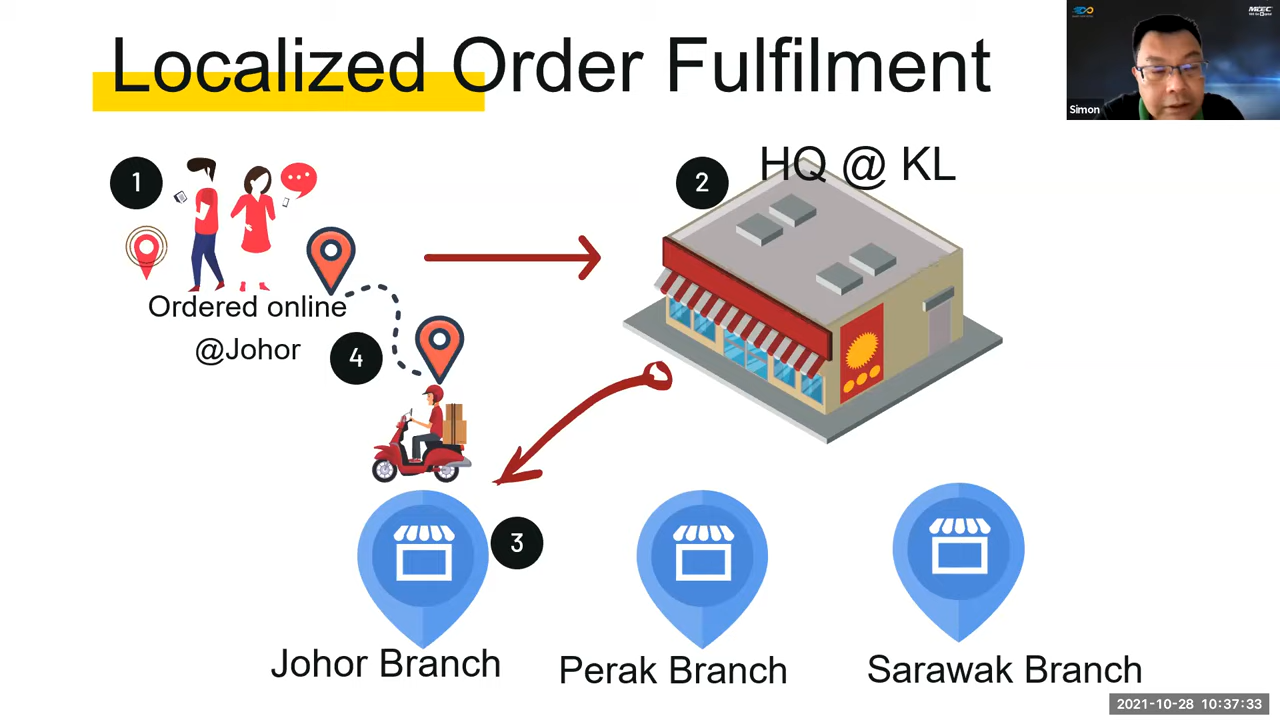 Localized Order Fulfilment
Simon
1
2
HQ @ KL
Ordered online
@Johor
4
3
Johor Branch
Perak Branch
Sarawak Branch
2021-10-28 10:37:33